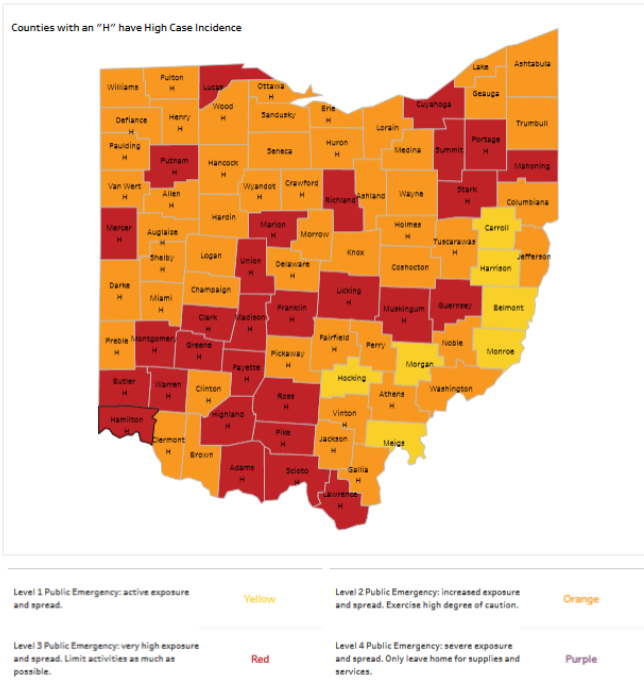 Counties with an "H" have High Case Incidence
Williams
Fulton
H
Lucas
Ottawa
H
Lake
Ashtabula
Geauga
Defiance
H
Henry
H
Wood
H
Sandusky
Erie
H
Cuyahoga
Lorain
Trumbull
Paulding
H
Putnam
H
Hancock
H
Seneca
Huron
H
Medina
Summit
H
Portage
H
Mahoning
Van Wert
H
Allen
H
Wyandot
H
Crawford
H
Richland
H
Ashland
Wayne
Stark
H
Columbiana
Mercer
H
Auglaize
H
Hardin
Marion
H
Morrow
Holmes
H
Tuscarawas
H
Carroll
H
Shelby
H
Logan
Union
H
Delaware
H
Knox
Coshocton
Harrison
H
Jefferson
Darke
H
Miami
H
Champaign
Licking
H
Muskingum
H
Guernsey
H
Belmont
Clark
H
Madison
H
Franklin
H
Preble
H
Montgomery
H
Greene
H
Fayette
H
Pickaway
H
Fairfield
H
Perry
Noble
Monroe
Morgan
H
Butler
H
Warren
H
Clinton
H
Ross
H
Hocking
H
Athens
H
Washington
Hamilton
H
Highland
H
Vinton
H
Clermont
H
Brown
Pike
H
Jackson
H
Meigs
Adams
H
Scioto
H
Gallia
H
Lawrence
H
Level 1 Public Emergency: active exposure
and spread.
Yellow
Level 2 Public Emergency: increased exposure
and spread. Exercise high degree of caution.
Orange
Level 3 Public Emergency: very high exposure
and spread. Limit activities as much as
possible.
Red
Level 4 Public Emergency: severe exposure
and spread. Only leave home for supplies and
services.
Purple